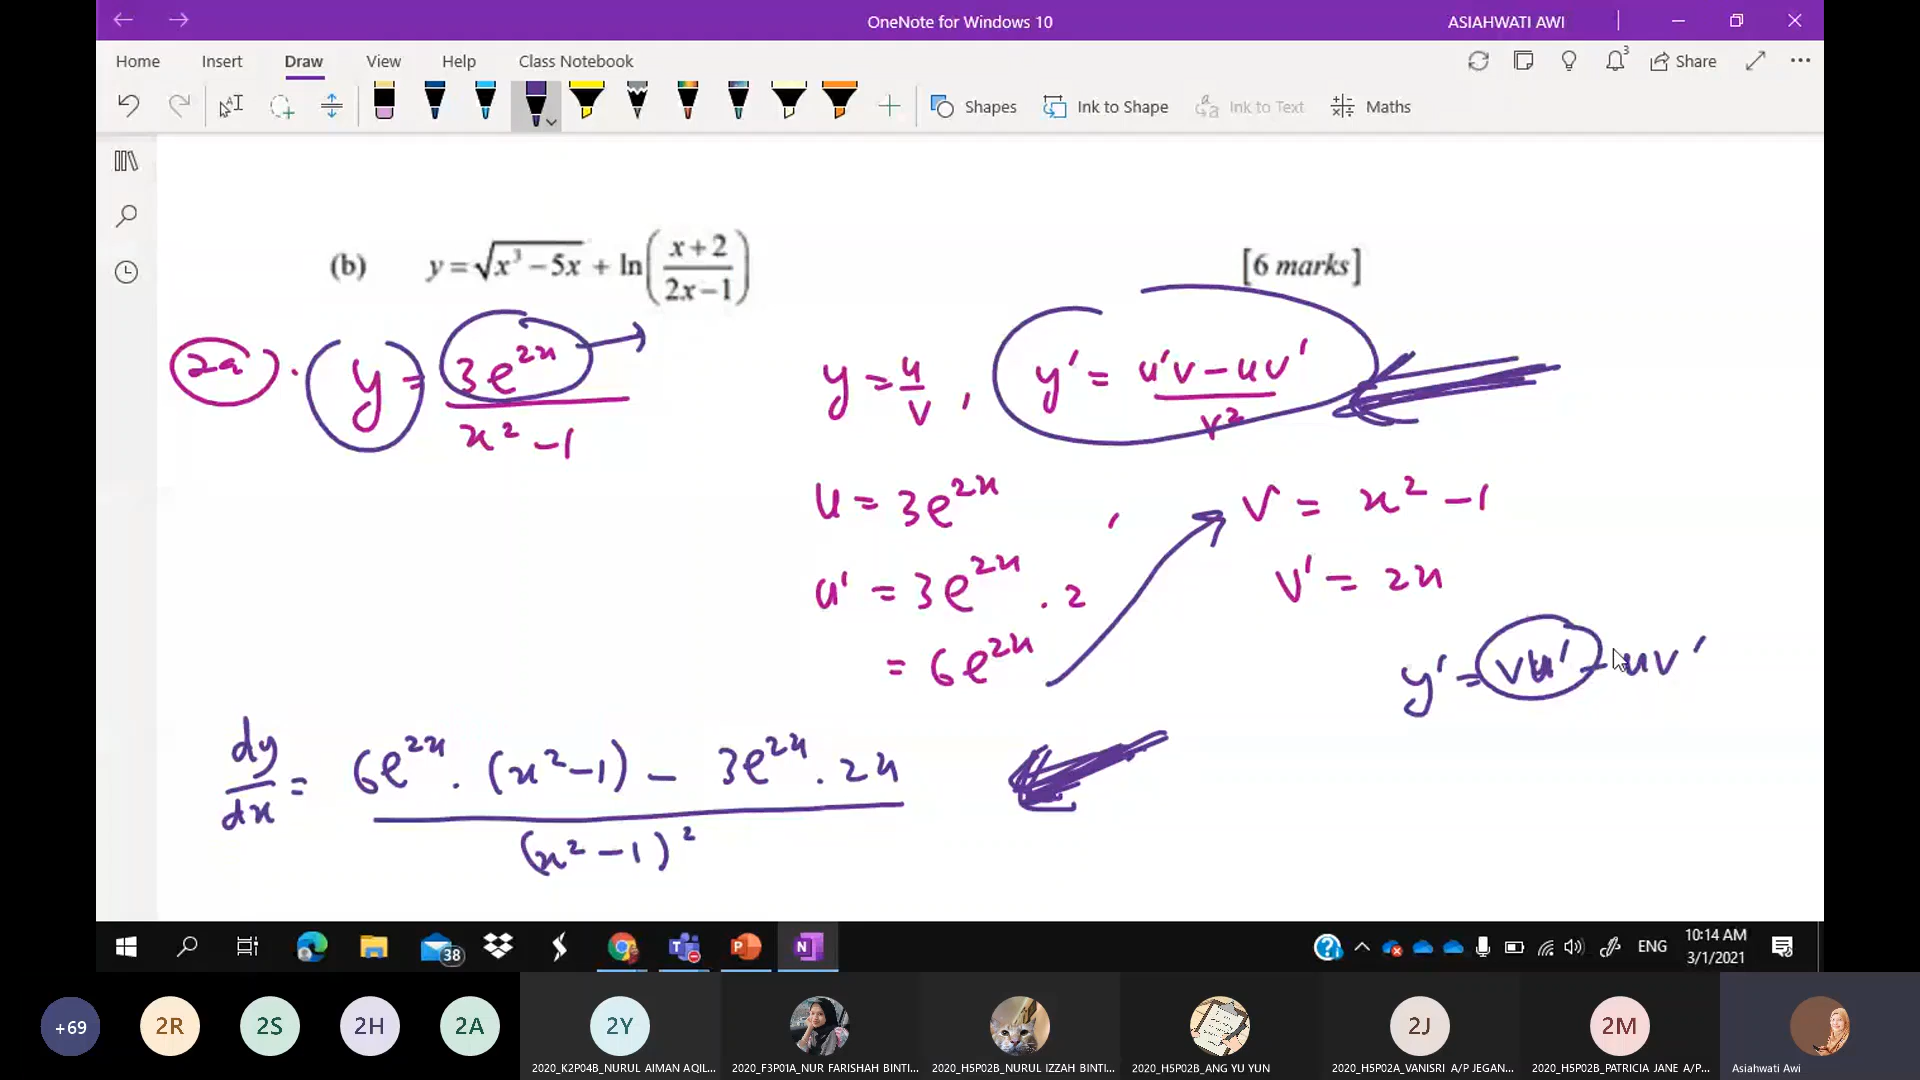 OneNote for Windows 10
ASIAHWATI AWI
Home Insert Draw View Help Class Notebook
3
Share
Shapes Ink to Shape Ink to Text Maths
(b) y = √(x³ − 5x) + ln((x+2)/(2x−1)) [6 marks]
2a. y = 3e^(2x) / (x² − 1)
y = u/v , y' = (u'v − uv') / v²
u = 3e^(2x) , v = x² − 1
u' = 3e^(2x) . 2 v' = 2x
= 6e^(2x)
y' = vu' − uv'
dy/dx = (6e^(2x) . (x² − 1) − 3e^(2x) . 2x) / (x² − 1)²
38
ENG
10:14 AM
3/1/2021
+69
2R
2S
2H
2A
2Y
2J
2M
2020_K2P04B_NURUL AIMAN AQIL...
2020_F3P01A_NUR FARISHAH BINTI...
2020_H5P02B_NURUL IZZAH BINTI...
2020_H5P02B_ANG YU YUN
2020_H5P02A_VANISRI A/P JEGAN...
2020_H5P02B_PATRICIA JANE A/P...
Asiahwati Awi